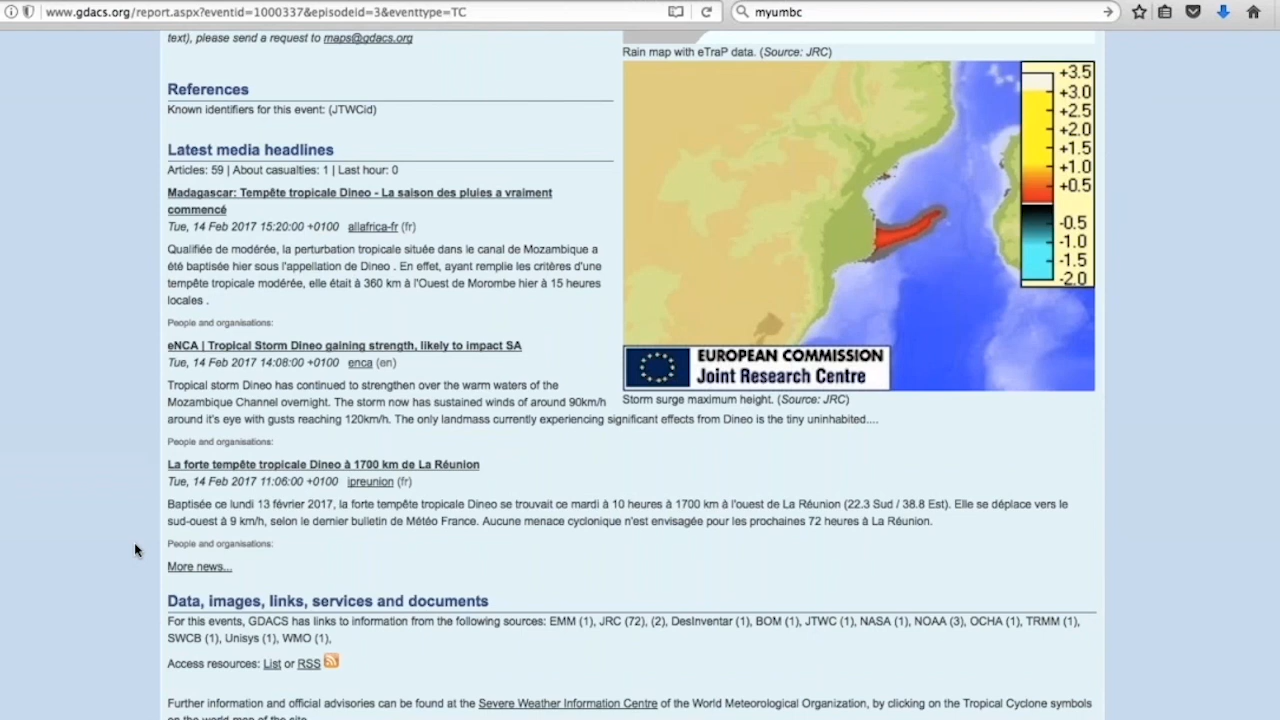 www.gdacs.org/report.aspx?eventid=1000337&episodeid=3&eventtype=TC
myumbc
text), please send a request to maps@gdacs.org
Rain map with eTraP data. (Source: JRC)
References
Known identifiers for this event: (JTWCid)
Latest media headlines
Articles: 59 | About casualties: 1 | Last hour: 0
Madagascar: Tempête tropicale Dineo - La saison des pluies a vraiment
commencé
Tue, 14 Feb 2017 15:20:00 +0100 allafrica-fr (fr)
Qualifiée de modérée, la perturbation tropicale située dans le canal de Mozambique a
été baptisée hier sous l'appellation de Dineo . En effet, ayant remplie les critères d'une
tempête tropicale modérée, elle était à 360 km à l'Ouest de Morombe hier à 15 heures
locales .
People and organisations:
eNCA | Tropical Storm Dineo gaining strength, likely to impact SA
Tue, 14 Feb 2017 14:08:00 +0100 enca (en)
Tropical storm Dineo has continued to strengthen over the warm waters of the
Mozambique Channel overnight. The storm now has sustained winds of around 90km/h
around it's eye with gusts reaching 120km/h. The only landmass currently experiencing significant effects from Dineo is the tiny uninhabited....
People and organisations:
+3.5
+3.0
+2.5
+2.0
+1.5
+1.0
+0.5
-0.5
-1.0
-1.5
-2.0
EUROPEAN COMMISSION
Joint Research Centre
Storm surge maximum height. (Source: JRC)
La forte tempête tropicale Dineo à 1700 km de La Réunion
Tue, 14 Feb 2017 11:06:00 +0100 ipreunion (fr)
Baptisée ce lundi 13 février 2017, la forte tempête tropicale Dineo se trouvait ce mardi à 10 heures à 1700 km à l'ouest de La Réunion (22.3 Sud / 38.8 Est). Elle se déplace vers le
sud-ouest à 9 km/h, selon le dernier bulletin de Météo France. Aucune menace cyclonique n'est envisagée pour les prochaines 72 heures à La Réunion.
People and organisations:
More news...
Data, images, links, services and documents
For this events, GDACS has links to information from the following sources: EMM (1), JRC (72), (2), DesInventar (1), BOM (1), JTWC (1), NASA (1), NOAA (3), OCHA (1), TRMM (1),
SWCB (1), Unisys (1), WMO (1),
Access resources: List or RSS
Further information and official advisories can be found at the Severe Weather Information Centre of the World Meteorological Organization, by clicking on the Tropical Cyclone symbols
on the world map of the site.